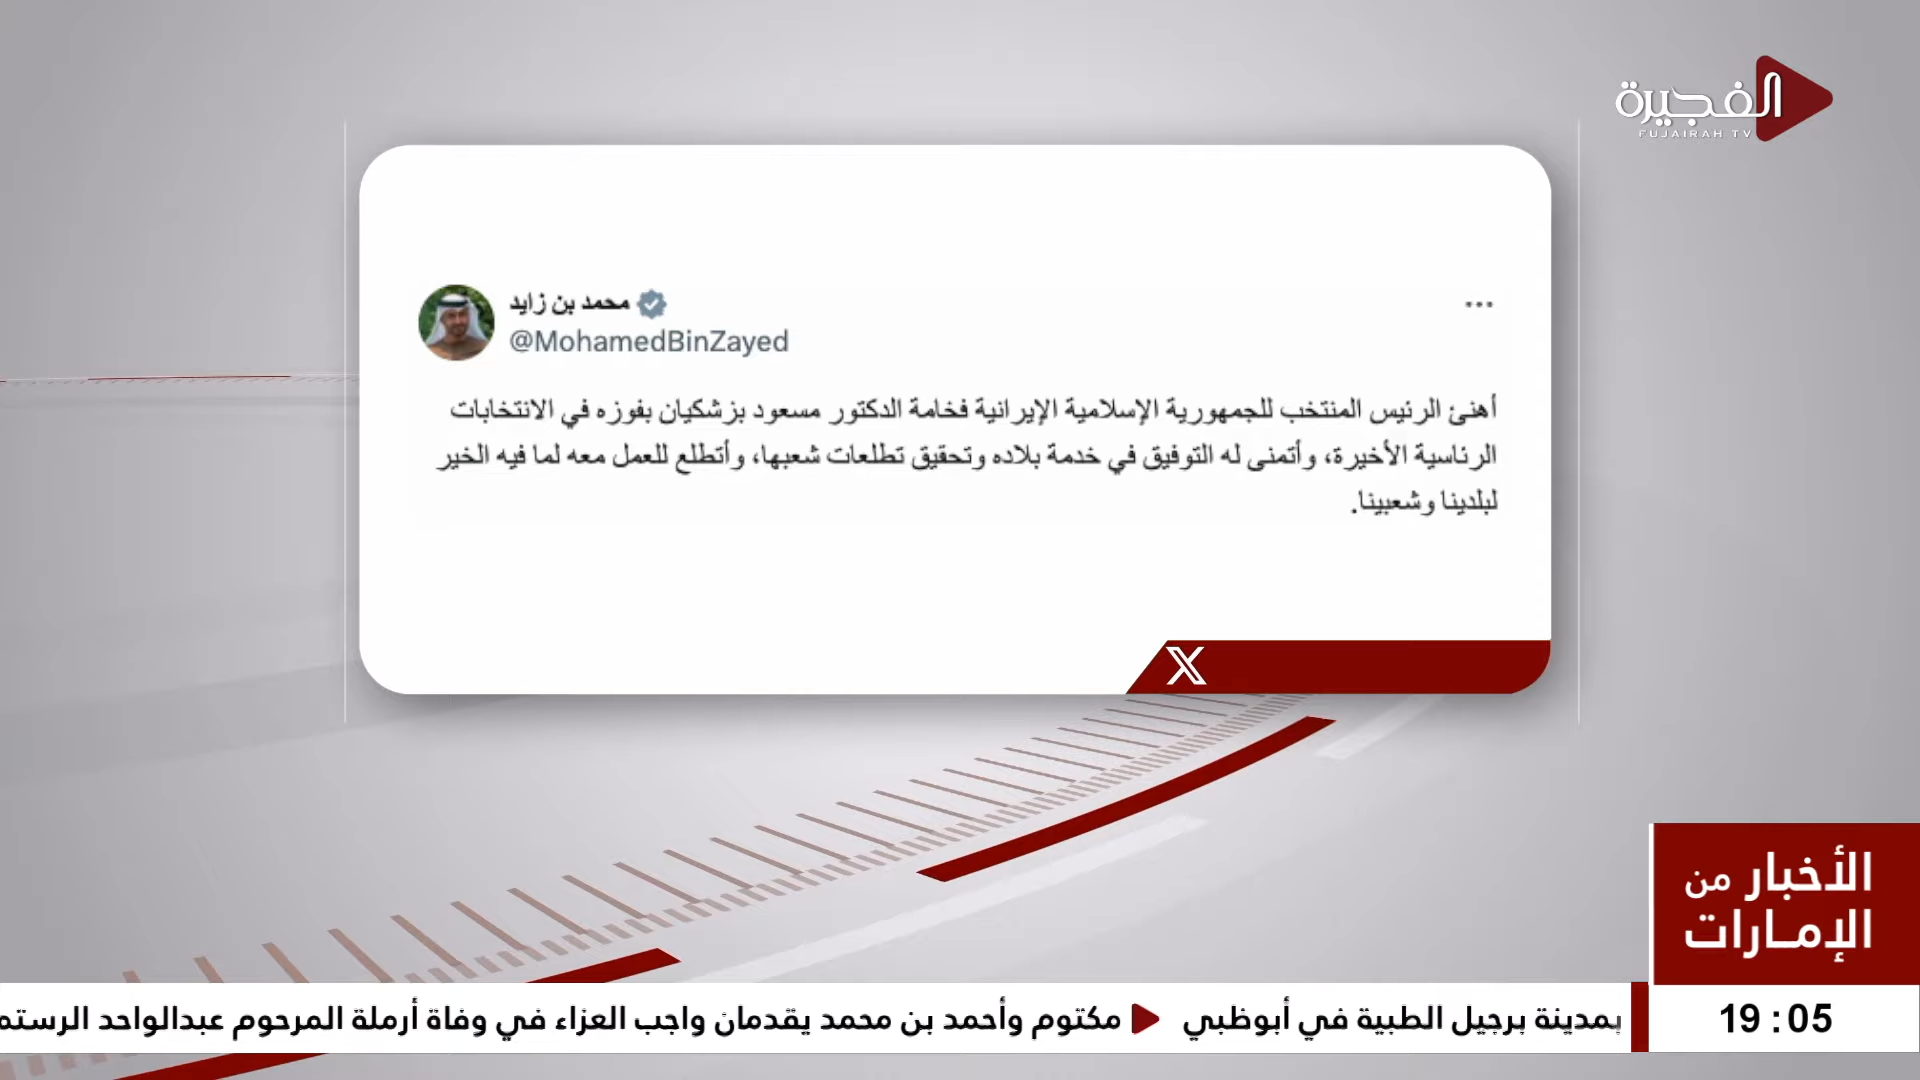 الفجيرة
FUJAIRAH TV
محمد بن زايد
@MohamedBinZayed
أهنئ الرئيس المنتخب للجمهورية الإسلامية الإيرانية فخامة الدكتور مسعود بزشكيان بفوزه في الانتخابات
الرئاسية الأخيرة، وأتمنى له التوفيق في خدمة بلاده وتحقيق تطلعات شعبها، وأتطلع للعمل معه لما فيه الخير
لبلدينا وشعبينا.
X
الأخبار من
الإمارات
بمدينة برجيل الطبية في أبوظبي مكتوم وأحمد بن محمد يقدمان واجب العزاء في وفاة أرملة المرحوم عبدالواحد الرستم
19:05